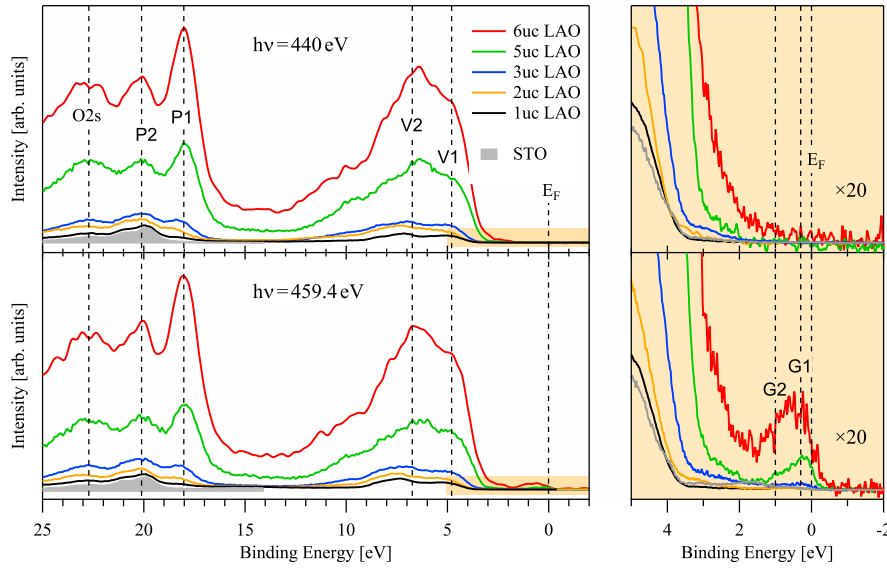 Intensity [arb. units]
hν = 440 eV
6uc LAO
5uc LAO
3uc LAO
2uc LAO
1uc LAO
STO
O2s
P2
P1
V2
V1
E_F
E_F
×20
Intensity [arb. units]
hν = 459.4 eV
G2
G1
×20
25 20 15 10 5 0
4 2 0 -2
Binding Energy [eV]
Binding Energy [eV]